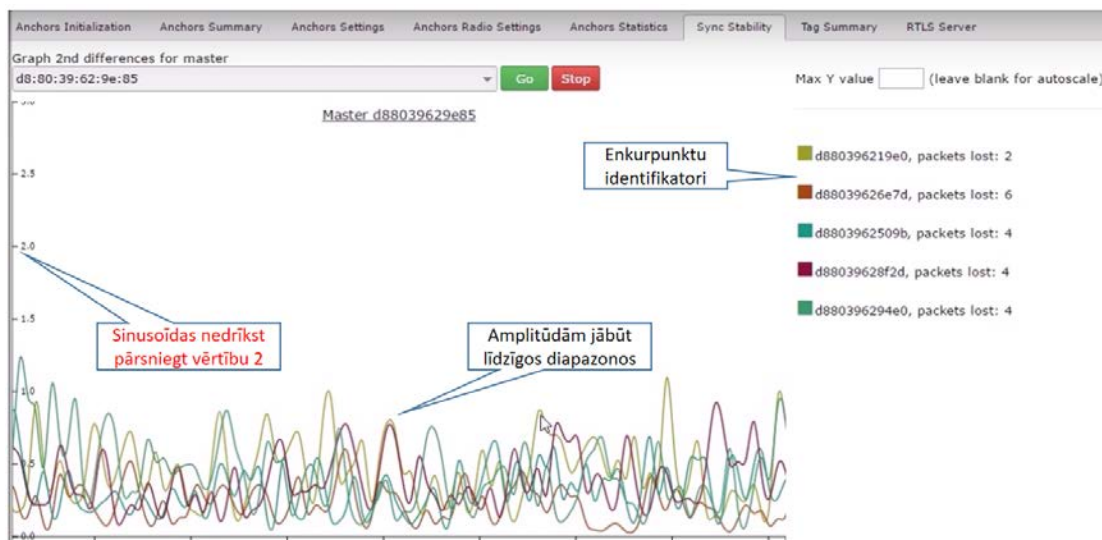 Anchors Initialization Anchors Summary Anchors Settings Anchors Radio Settings Anchors Statistics Sync Stability Tag Summary RTLS Server
Graph 2nd differences for master
d8:80:39:62:9e:85 Go Stop Max Y value (leave blank for autoscale)
3.0
Master d88039629e85
Enkurpunktu
identifikatori
d880396219e0, packets lost: 2
2.5
d88039626e7d, packets lost: 6
d8803962509b, packets lost: 4
2.0
d88039628f2d, packets lost: 4
d880396294e0, packets lost: 4
1.5
Sinusoīdas nedrīkst
pārsniegt vērtību 2
Amplitūdām jābūt
līdzīgos diapazonos
1.0
0.5
0.0